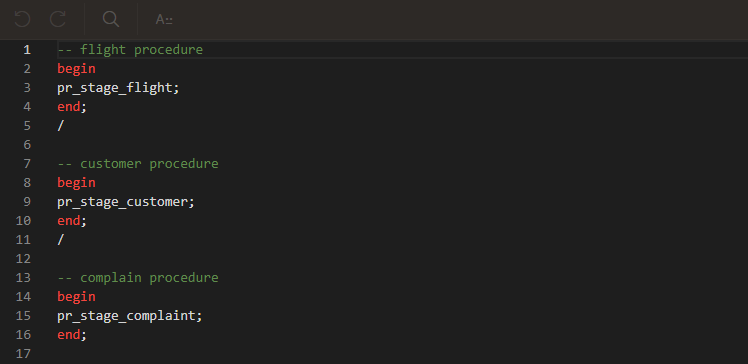 A
1 -- flight procedure
2 begin
3 pr_stage_flight;
4 end;
5 /
6
7 -- customer procedure
8 begin
9 pr_stage_customer;
10 end;
11 /
12
13 -- complain procedure
14 begin
15 pr_stage_complaint;
16 end;
17